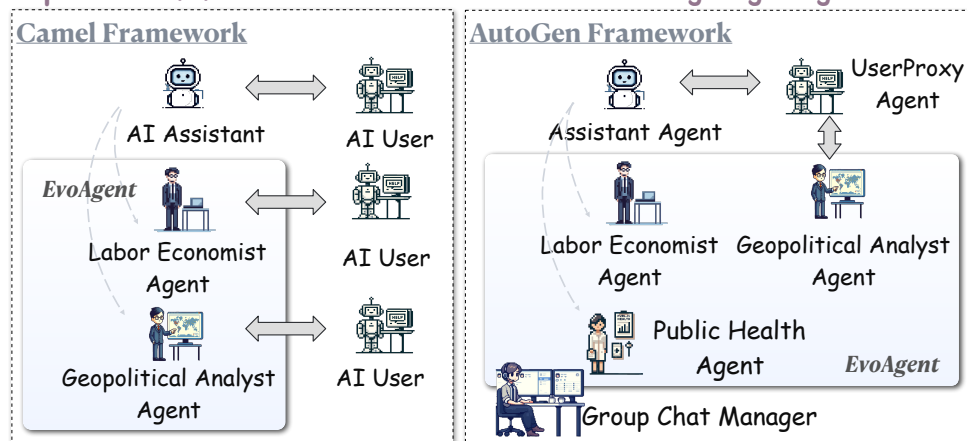 Camel Framework
AI Assistant
AI User
EvoAgent
Labor Economist
Agent
AI User
Geopolitical Analyst
Agent
AI User
AutoGen Framework
UserProxy
Agent
Assistant Agent
Labor Economist
Agent
Geopolitical Analyst
Agent
Public Health
Agent
EvoAgent
Group Chat Manager